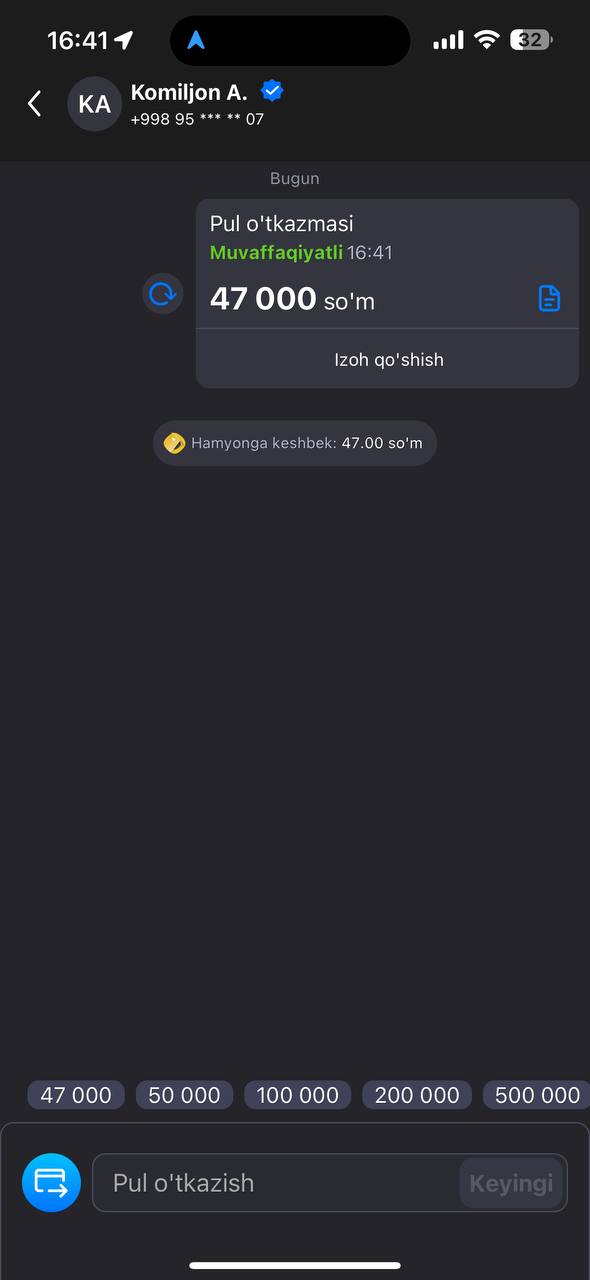 16:41
32
KA
Komiljon A.
+998 95 *** ** 07
Bugun
Pul o'tkazmasi
Muvaffaqiyatli 16:41
47 000 so'm
Izoh qo'shish
Hamyonga keshbek: 47.00 so'm
47 000
50 000
100 000
200 000
500 000
Pul o'tkazish
Keyingi